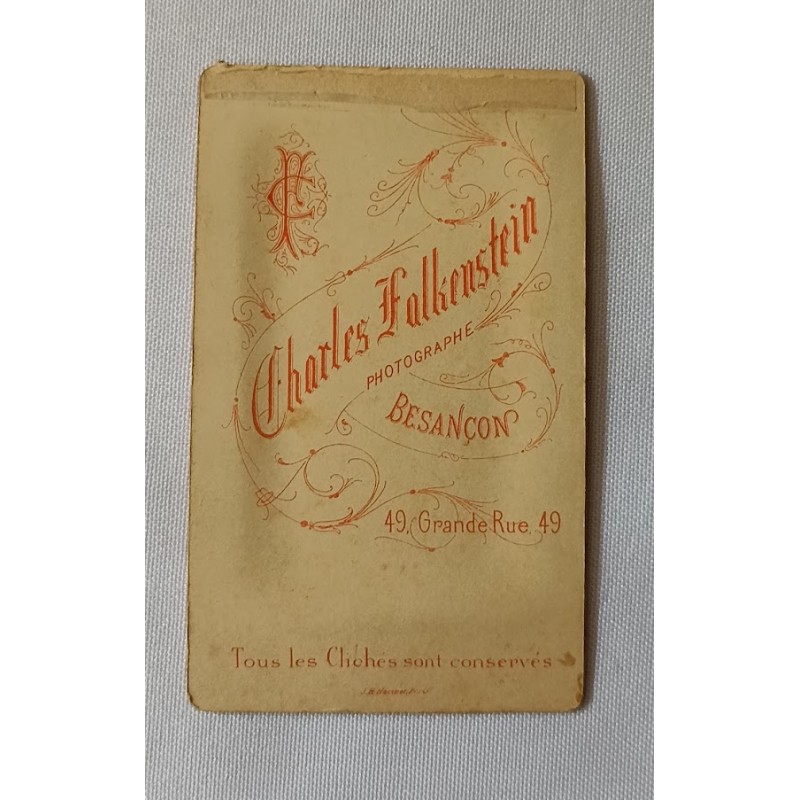 CF
Charles Falkenstein
PHOTOGRAPHE
BESANÇON
49, Grande Rue, 49
Tous les Clichés sont conservés